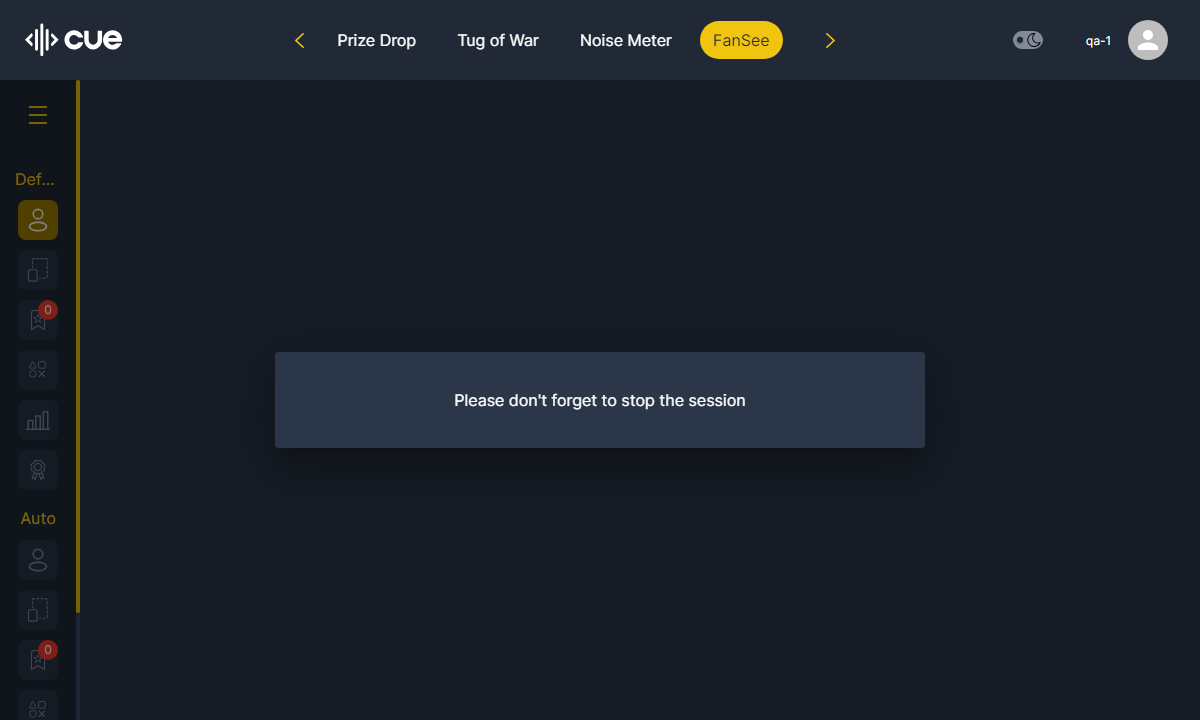 cue
Prize Drop
Tug of War
Noise Meter
FanSee
qa-1
Def...
0
Auto
0
Please don't forget to stop the session